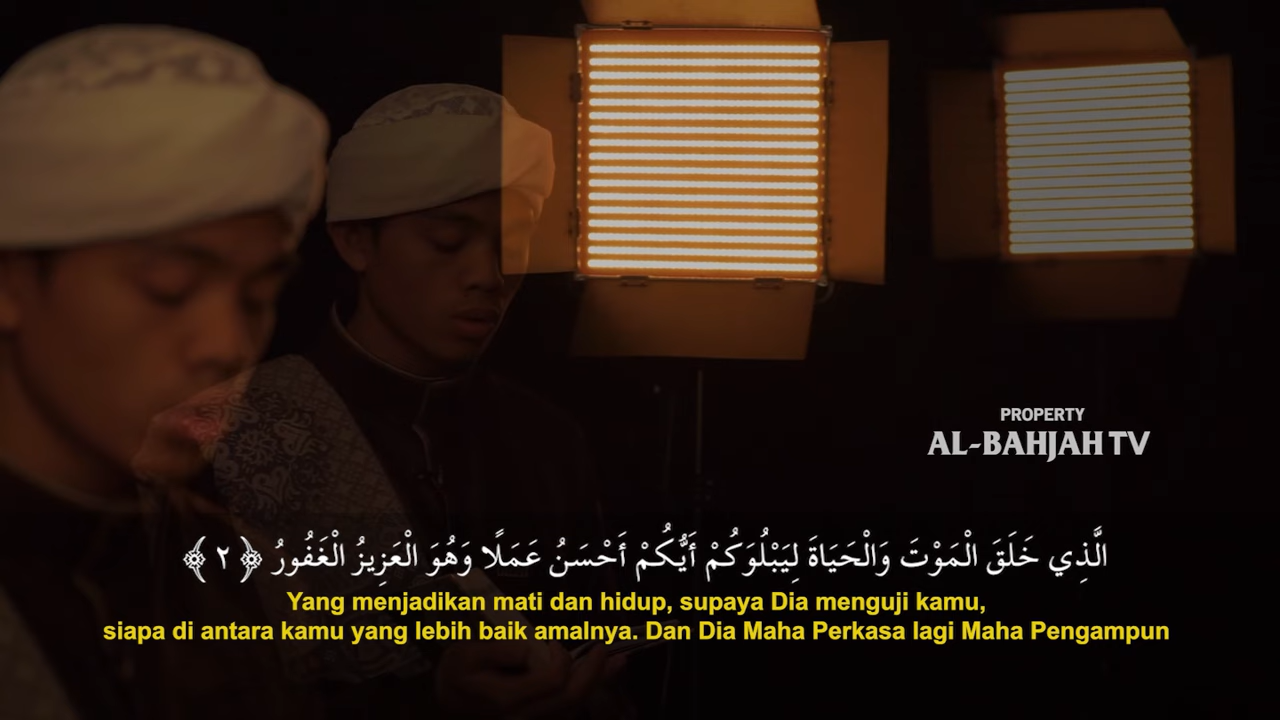 PROPERTY
AL-BAHJAH TV
الَّذِي خَلَقَ الْمَوْتَ وَالْحَيَاةَ لِيَبْلُوَكُمْ أَيُّكُمْ أَحْسَنُ عَمَلًا وَهُوَ الْعَزِيزُ الْغَفُورُ ﴿٢﴾
Yang menjadikan mati dan hidup, supaya Dia menguji kamu,
siapa di antara kamu yang lebih baik amalnya. Dan Dia Maha Perkasa lagi Maha Pengampun